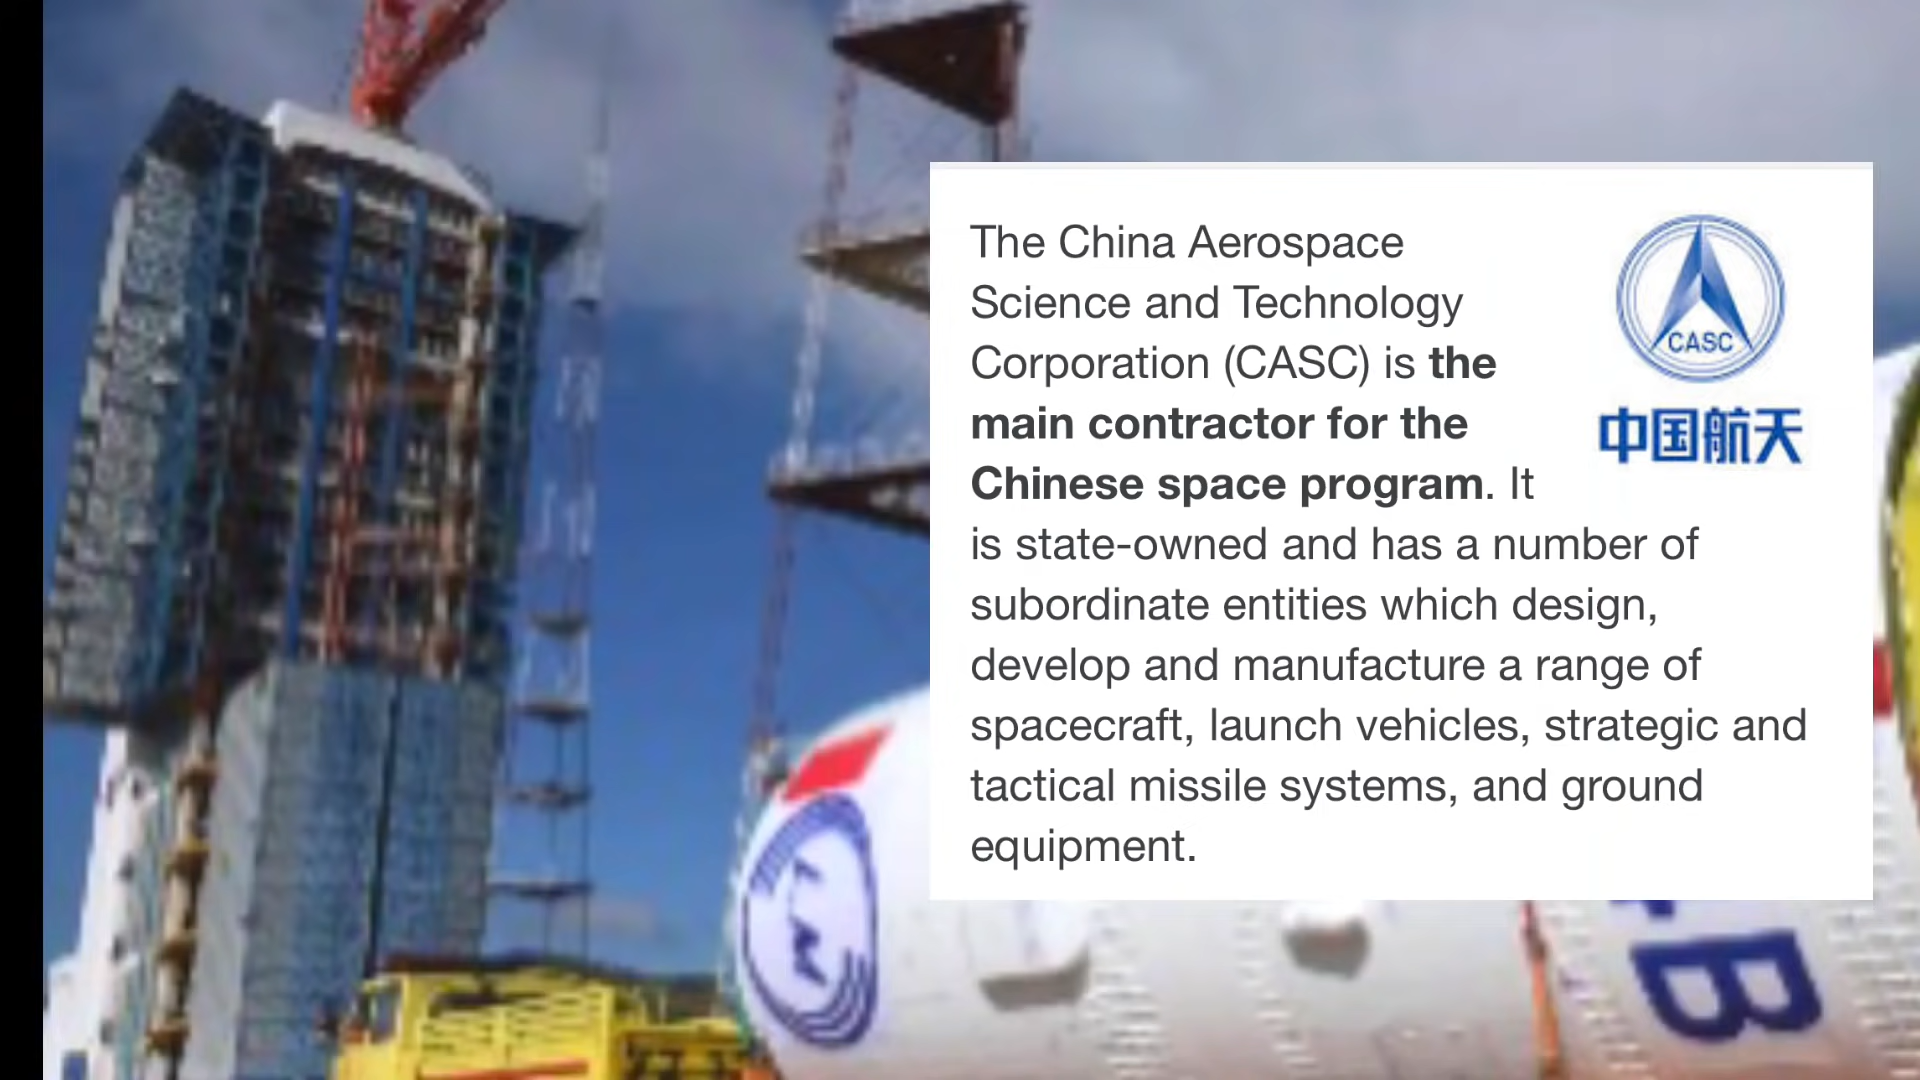 The China Aerospace
Science and Technology
Corporation (CASC) is the
main contractor for the
Chinese space program. It
is state-owned and has a number of
subordinate entities which design,
develop and manufacture a range of
spacecraft, launch vehicles, strategic and
tactical missile systems, and ground
equipment.
CASC
中国航天
B